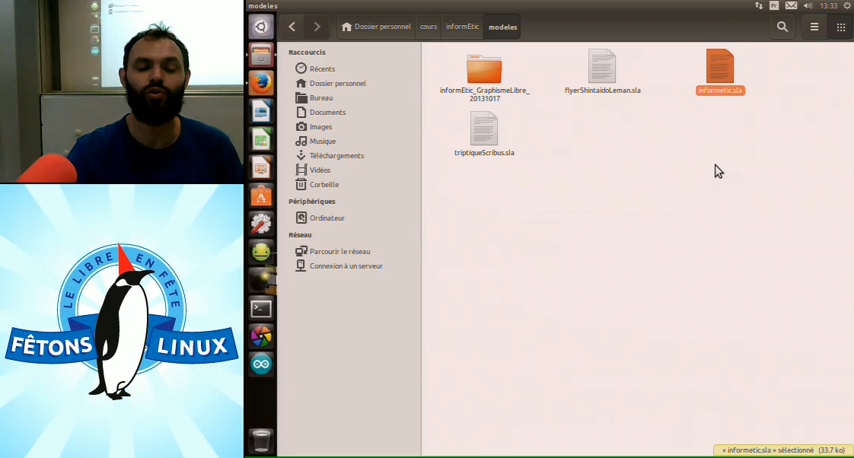 modeles
Fr
13:33
Dossier personnel
cours
informEtic
modeles
Raccourcis
Récents
Dossier personnel
Bureau
Documents
Images
Musique
Téléchargements
Vidéos
Corbeille
Périphériques
Ordinateur
Réseau
Parcourir le réseau
Connexion à un serveur
informEtic_GraphismeLibre_
20131017
flyerShintaidoLeman.sla
informetic.sla
triptiqueScribus.sla
« informetic.sla » sélectionné (33.7 ko)
LE LIBRE EN FÊTE
FÊTONS LINUX